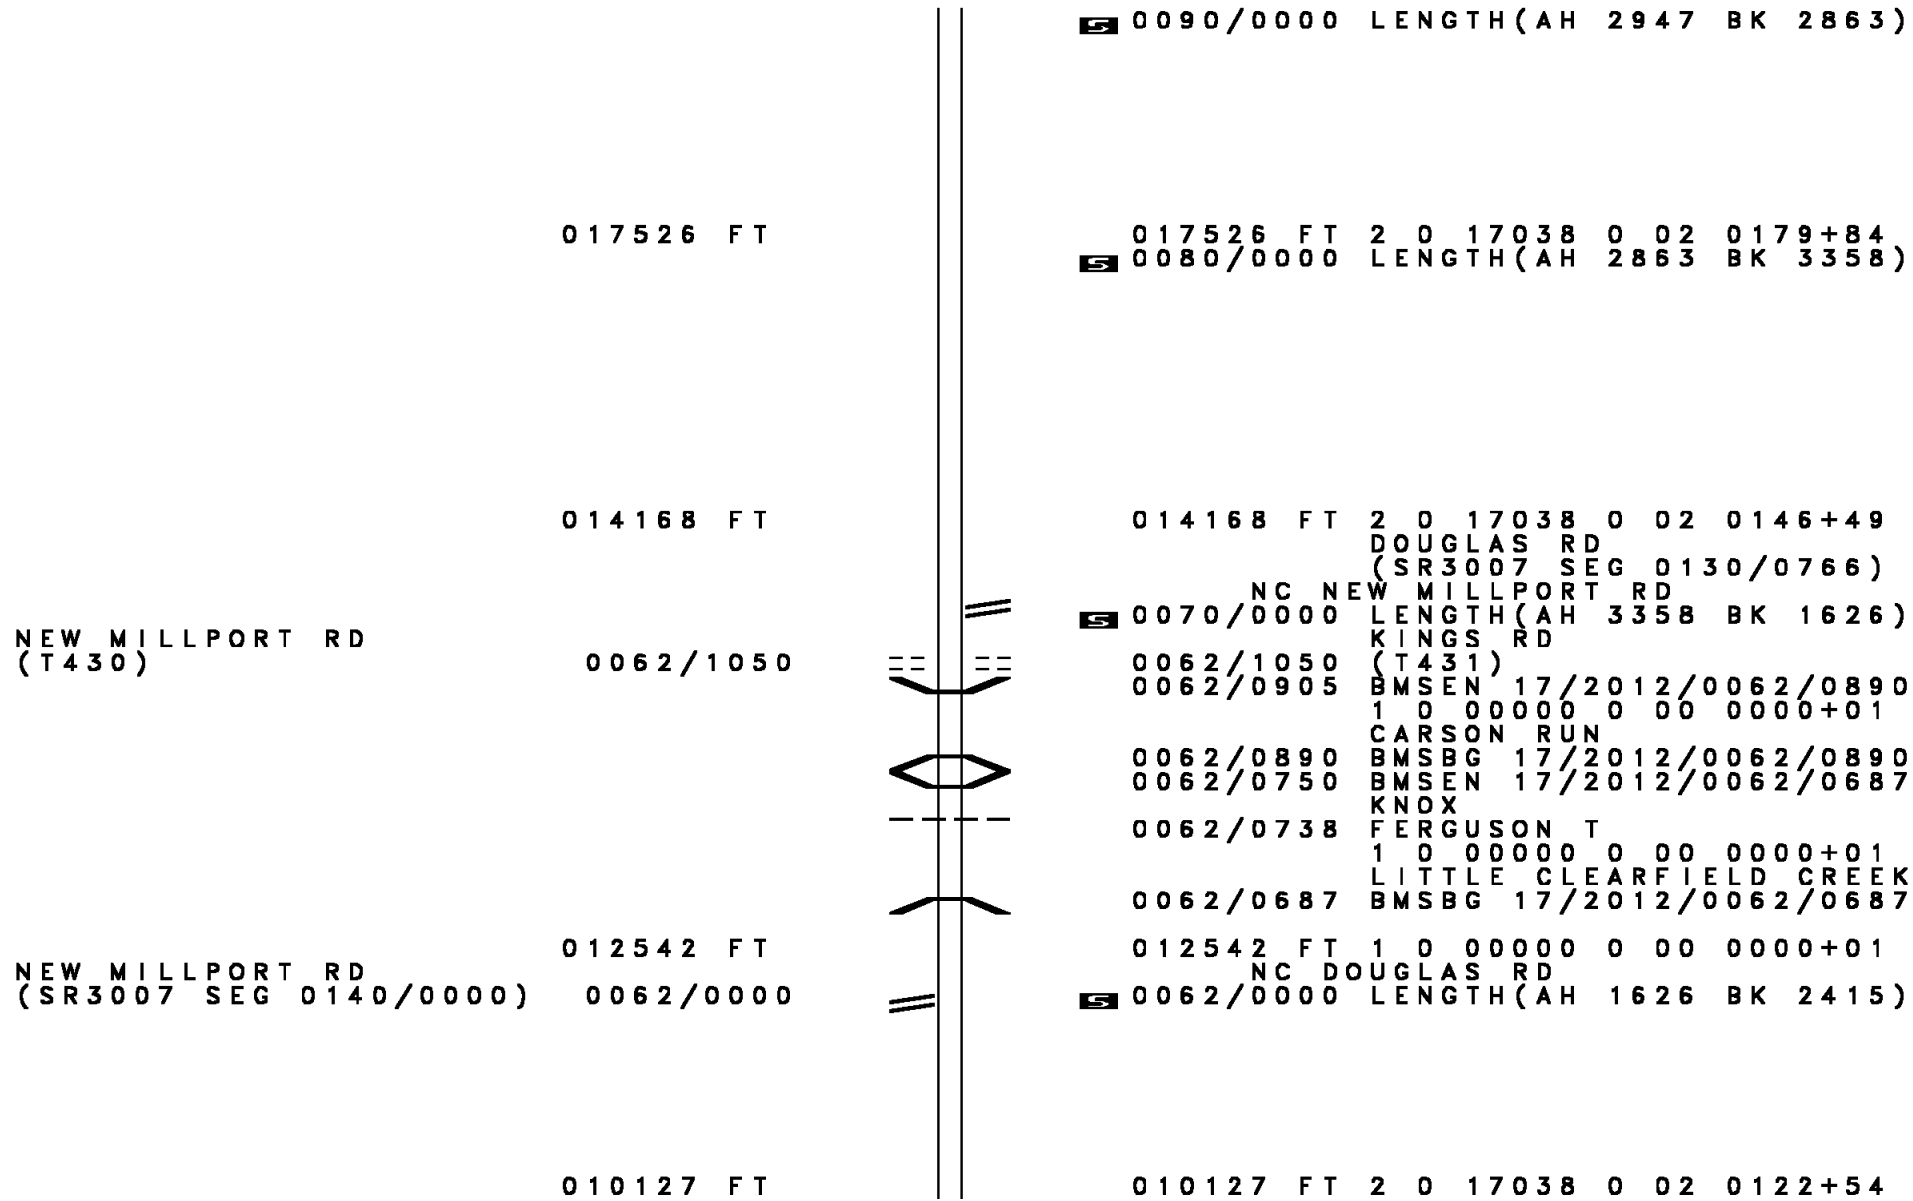 S 0090/0000 LENGTH(AH 2947 BK 2863)
017526 FT 017526 FT 2 0 17038 0 02 0179+84
S 0080/0000 LENGTH(AH 2863 BK 3358)
014168 FT 014168 FT 2 0 17038 0 02 0146+49
DOUGLAS RD
(SR3007 SEG 0130/0766)
NC NEW MILLPORT RD
S 0070/0000 LENGTH(AH 3358 BK 1626)
NEW MILLPORT RD KINGS RD
(T430) 0062/1050 0062/1050 (T431)
0062/0905 BMSEN 17/2012/0062/0890
1 0 00000 0 00 0000+01
CARSON RUN
0062/0890 BMSBG 17/2012/0062/0890
0062/0750 BMSEN 17/2012/0062/0687
KNOX
0062/0738 FERGUSON T
1 0 00000 0 00 0000+01
LITTLE CLEARFIELD CREEK
0062/0687 BMSBG 17/2012/0062/0687
012542 FT 012542 FT 1 0 00000 0 00 0000+01
NEW MILLPORT RD NC DOUGLAS RD
(SR3007 SEG 0140/0000) 0062/0000 S 0062/0000 LENGTH(AH 1626 BK 2415)
010127 FT 010127 FT 2 0 17038 0 02 0122+54